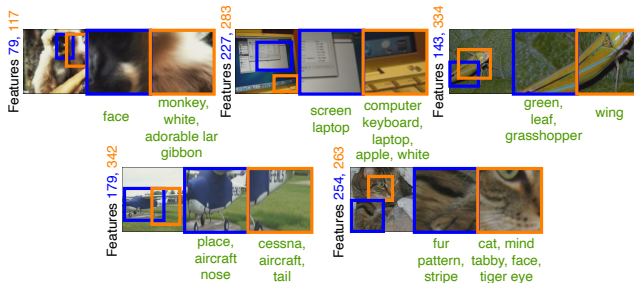 Features 79, 117
face
monkey,
white,
adorable lar
gibbon
Features 227, 283
screen
laptop
computer
keyboard,
laptop,
apple, white
Features 143, 334
green,
leaf,
grasshopper
wing
Features 179, 342
place,
aircraft
nose
cessna,
aircraft,
tail
Features 254, 263
fur
pattern,
stripe
cat, mind
tabby, face,
tiger eye